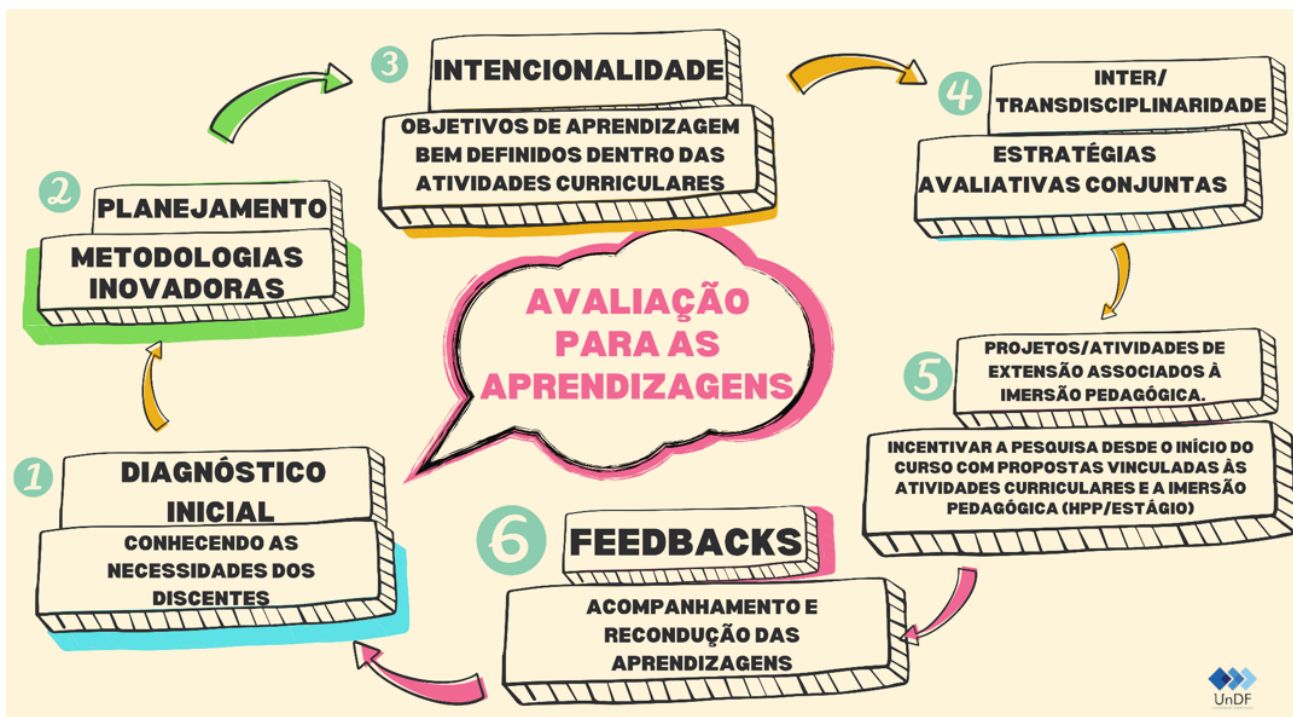 AVALIAÇÃO
PARA AS
APRENDIZAGENS
1
DIAGNÓSTICO
INICIAL
CONHECENDO AS
NECESSIDADES DOS
DISCENTES
2
PLANEJAMENTO
METODOLOGIAS
INOVADORAS
3
INTENCIONALIDADE
OBJETIVOS DE APRENDIZAGEM
BEM DEFINIDOS DENTRO DAS
ATIVIDADES CURRICULARES
4
INTER/
TRANSDISCIPLINARIDADE
ESTRATÉGIAS
AVALIATIVAS CONJUNTAS
5
PROJETOS/ATIVIDADES DE
EXTENSÃO ASSOCIADOS À
IMERSÃO PEDAGÓGICA.
INCENTIVAR A PESQUISA DESDE O INÍCIO DO
CURSO COM PROPOSTAS VINCULADAS ÀS
ATIVIDADES CURRICULARES E A IMERSÃO
PEDAGÓGICA (HPP/ESTÁGIO)
6
FEEDBACKS
ACOMPANHAMENTO E
RECONDUÇÃO DAS
APRENDIZAGENS
UnDF